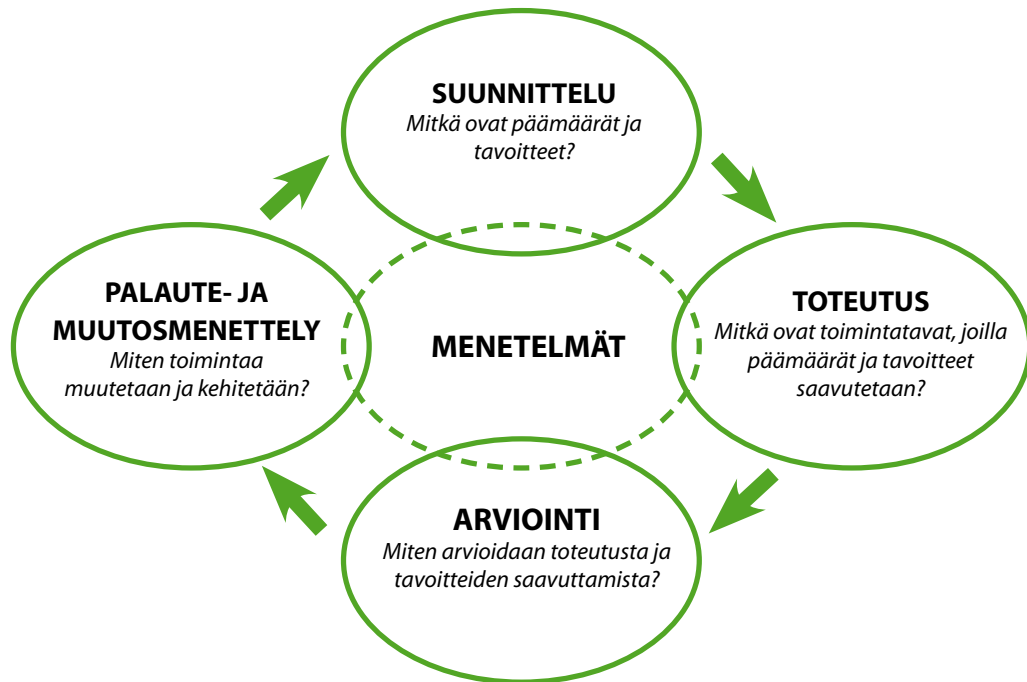 SUUNNITTELU
Mitkä ovat päämäärät ja
tavoitteet?
PALAUTE- JA
MUUTOSMENETTELY
Miten toimintaa
muutetaan ja kehitetään?
MENETELMÄT
TOTEUTUS
Mitkä ovat toimintatavat, joilla
päämäärät ja tavoitteet
saavutetaan?
ARVIOINTI
Miten arvioidaan toteutusta ja
tavoitteiden saavuttamista?